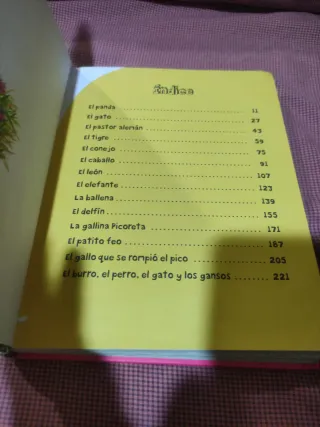 Índice
El panda 11
El gato 27
El pastor alemán 43
El tigre 59
El conejo 75
El caballo 91
El león 107
El elefante 123
La ballena 139
El delfín 155
La gallina Picoreta 171
El patito feo 187
El gallo que se rompió el pico 205
El burro, el perro, el gato y los gansos 221